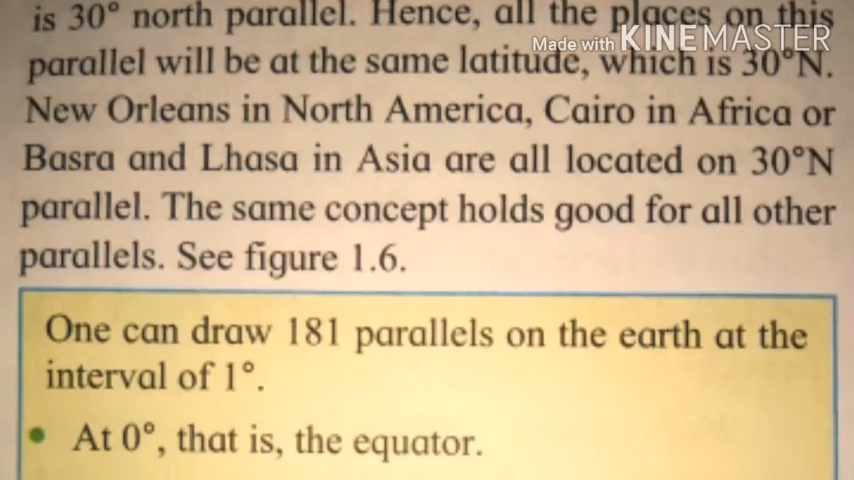 is 30° north parallel. Hence, all the places on this
Made with KINEMASTER
parallel will be at the same latitude, which is 30°N.
New Orleans in North America, Cairo in Africa or
Basra and Lhasa in Asia are all located on 30°N
parallel. The same concept holds good for all other
parallels. See figure 1.6.
One can draw 181 parallels on the earth at the
interval of 1°.
• At 0°, that is, the equator.